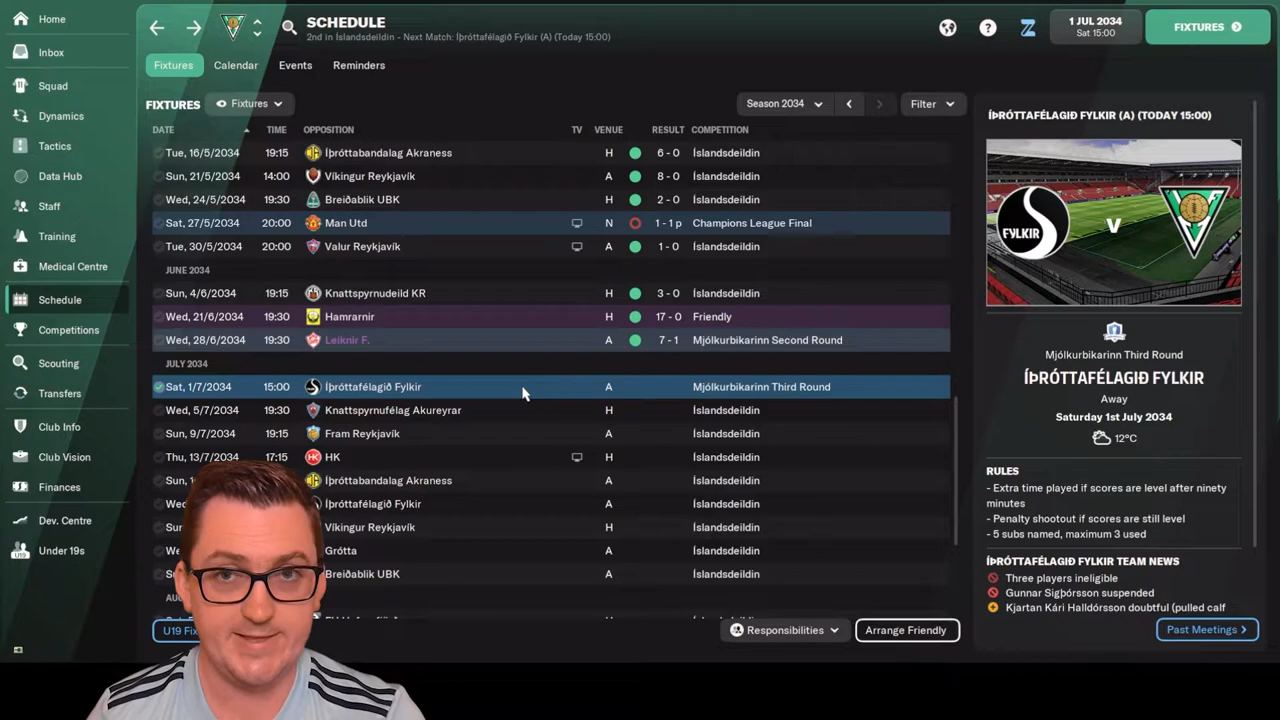 Home
Inbox
Squad
Dynamics
Tactics
Data Hub
Staff
Training
Medical Centre
Schedule
Competitions
Scouting
Transfers
Club Info
Club Vision
Finances
Dev. Centre
Under 19s
U19
11
SCHEDULE
2nd in Íslandsdeildin - Next Match: Íþróttafélagið Fylkir (A) (Today 15:00)
1 JUL 2034
Sat 15:00
FIXTURES
Fixtures Calendar Events Reminders
FIXTURES Fixtures Season 2034 Filter
DATE TIME OPPOSITION TV VENUE RESULT COMPETITION
Tue, 16/5/2034 19:15 Íþróttabandalag Akraness H 6 - 0 Íslandsdeildin
Sun, 21/5/2034 14:00 Víkingur Reykjavík A 8 - 0 Íslandsdeildin
Wed, 24/5/2034 19:30 Breiðablik UBK H 2 - 0 Íslandsdeildin
Sat, 27/5/2034 20:00 Man Utd N 1 - 1 p Champions League Final
Tue, 30/5/2034 20:00 Valur Reykjavík A 1 - 0 Íslandsdeildin
JUNE 2034
Sun, 4/6/2034 19:15 Knattspyrnudeild KR H 3 - 0 Íslandsdeildin
Wed, 21/6/2034 19:30 Hamrarnir H 17 - 0 Friendly
Wed, 28/6/2034 19:30 Leiknir F. A 7 - 1 Mjólkurbikarinn Second Round
JULY 2034
Sat, 1/7/2034 15:00 Íþróttafélagið Fylkir A Mjólkurbikarinn Third Round
Wed, 5/7/2034 19:30 Knattspyrnufélag Akureyrar H Íslandsdeildin
Sun, 9/7/2034 19:15 Fram Reykjavík A Íslandsdeildin
Thu, 13/7/2034 17:15 HK H Íslandsdeildin
Sun, 1 Íþróttabandalag Akraness A Íslandsdeildin
Wed Íþróttafélagið Fylkir A Íslandsdeildin
Sun Víkingur Reykjavík H Íslandsdeildin
We Grótta A Íslandsdeildin
Sun Breiðablik UBK A Íslandsdeildin
AU
U19 Fix
Responsibilities Arrange Friendly
ÍÞRÓTTAFÉLAGIÐ FYLKIR (A) (TODAY 15:00)
FYLKIR V
Mjólkurbikarinn Third Round
ÍÞRÓTTAFÉLAGIÐ FYLKIR
Away
Saturday 1st July 2034
12°C
RULES
- Extra time played if scores are level after ninety
minutes
- Penalty shootout if scores are still level
- 5 subs named, maximum 3 used
ÍÞRÓTTAFÉLAGIÐ FYLKIR TEAM NEWS
Three players ineligible
Gunnar Sigþórsson suspended
Kjartan Kári Halldórsson doubtful (pulled calf
Past Meetings